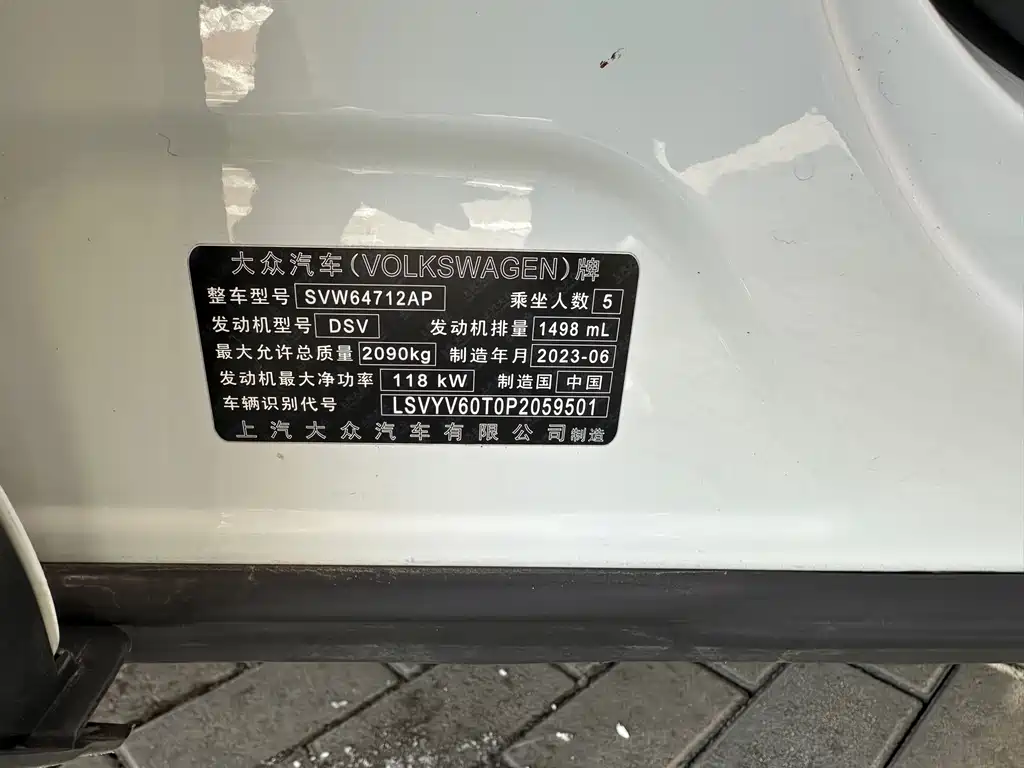 大众汽车(VOLKSWAGEN)牌
整车型号 SVW64712AP 乘坐人数 5
发动机型号 DSV 发动机排量 1498 mL
最大允许总质量 2090kg 制造年月 2023-06
发动机最大净功率 118 kW 制造国 中国
车辆识别代号 LSVYV60T0P2059501
上汽大众汽车有限公司制造